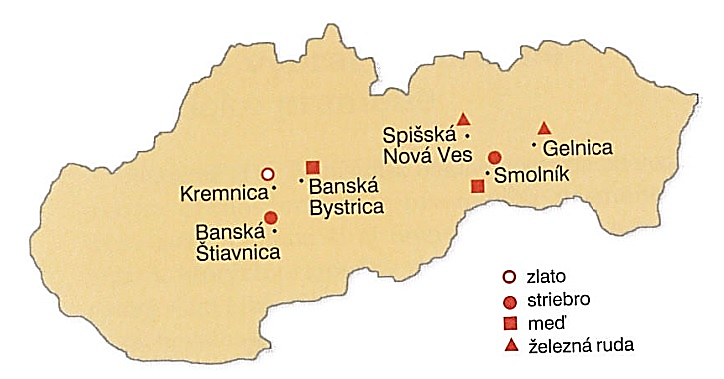 Spišská
Nová Ves
Gelnica
Smolník
Kremnica
Banská
Bystrica
Banská
Štiavnica
zlato
striebro
meď
železná ruda